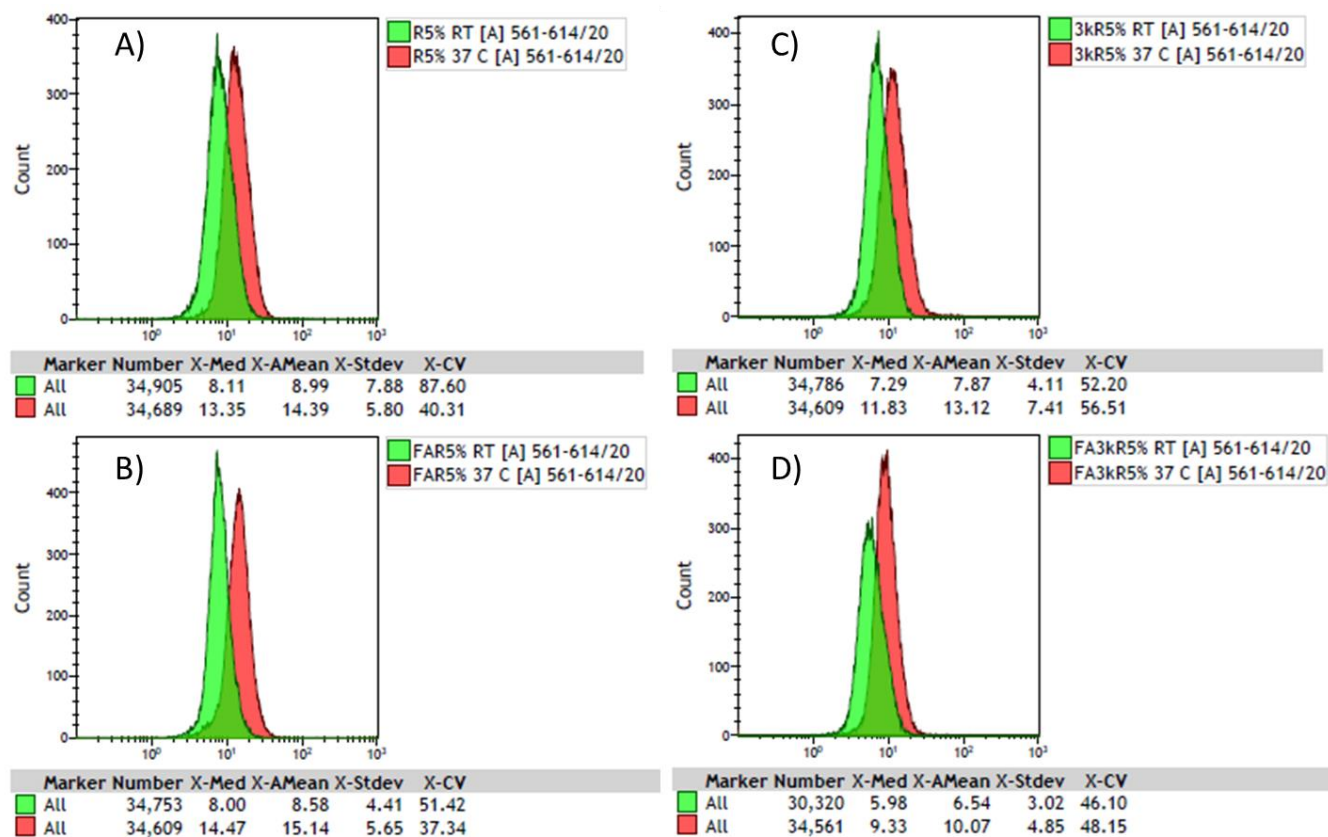 A)
R5% RT [A] 561-614/20
R5% 37 C [A] 561-614/20
400
300
200
100
0
Count
10⁰ 10¹ 10² 10³
Marker Number X-Med X-AMean X-Stdev X-CV
All 34,905 8.11 8.99 7.88 87.60
All 34,689 13.35 14.39 5.80 40.31
B)
FAR5% RT [A] 561-614/20
FAR5% 37 C [A] 561-614/20
400
300
200
100
0
Count
10⁰ 10¹ 10² 10³
Marker Number X-Med X-AMean X-Stdev X-CV
All 34,753 8.00 8.58 4.41 51.42
All 34,609 14.47 15.14 5.65 37.34
C)
3kR5% RT [A] 561-614/20
3kR5% 37 C [A] 561-614/20
400
300
200
100
0
Count
10⁰ 10¹ 10² 10³
Marker Number X-Med X-AMean X-Stdev X-CV
All 34,786 7.29 7.87 4.11 52.20
All 34,609 11.83 13.12 7.41 56.51
D)
FA3kR5% RT [A] 561-614/20
FA3kR5% 37 C [A] 561-614/20
400
300
200
100
0
Count
10⁰ 10¹ 10² 10³
Marker Number X-Med X-AMean X-Stdev X-CV
All 30,320 5.98 6.54 3.02 46.10
All 34,561 9.33 10.07 4.85 48.15